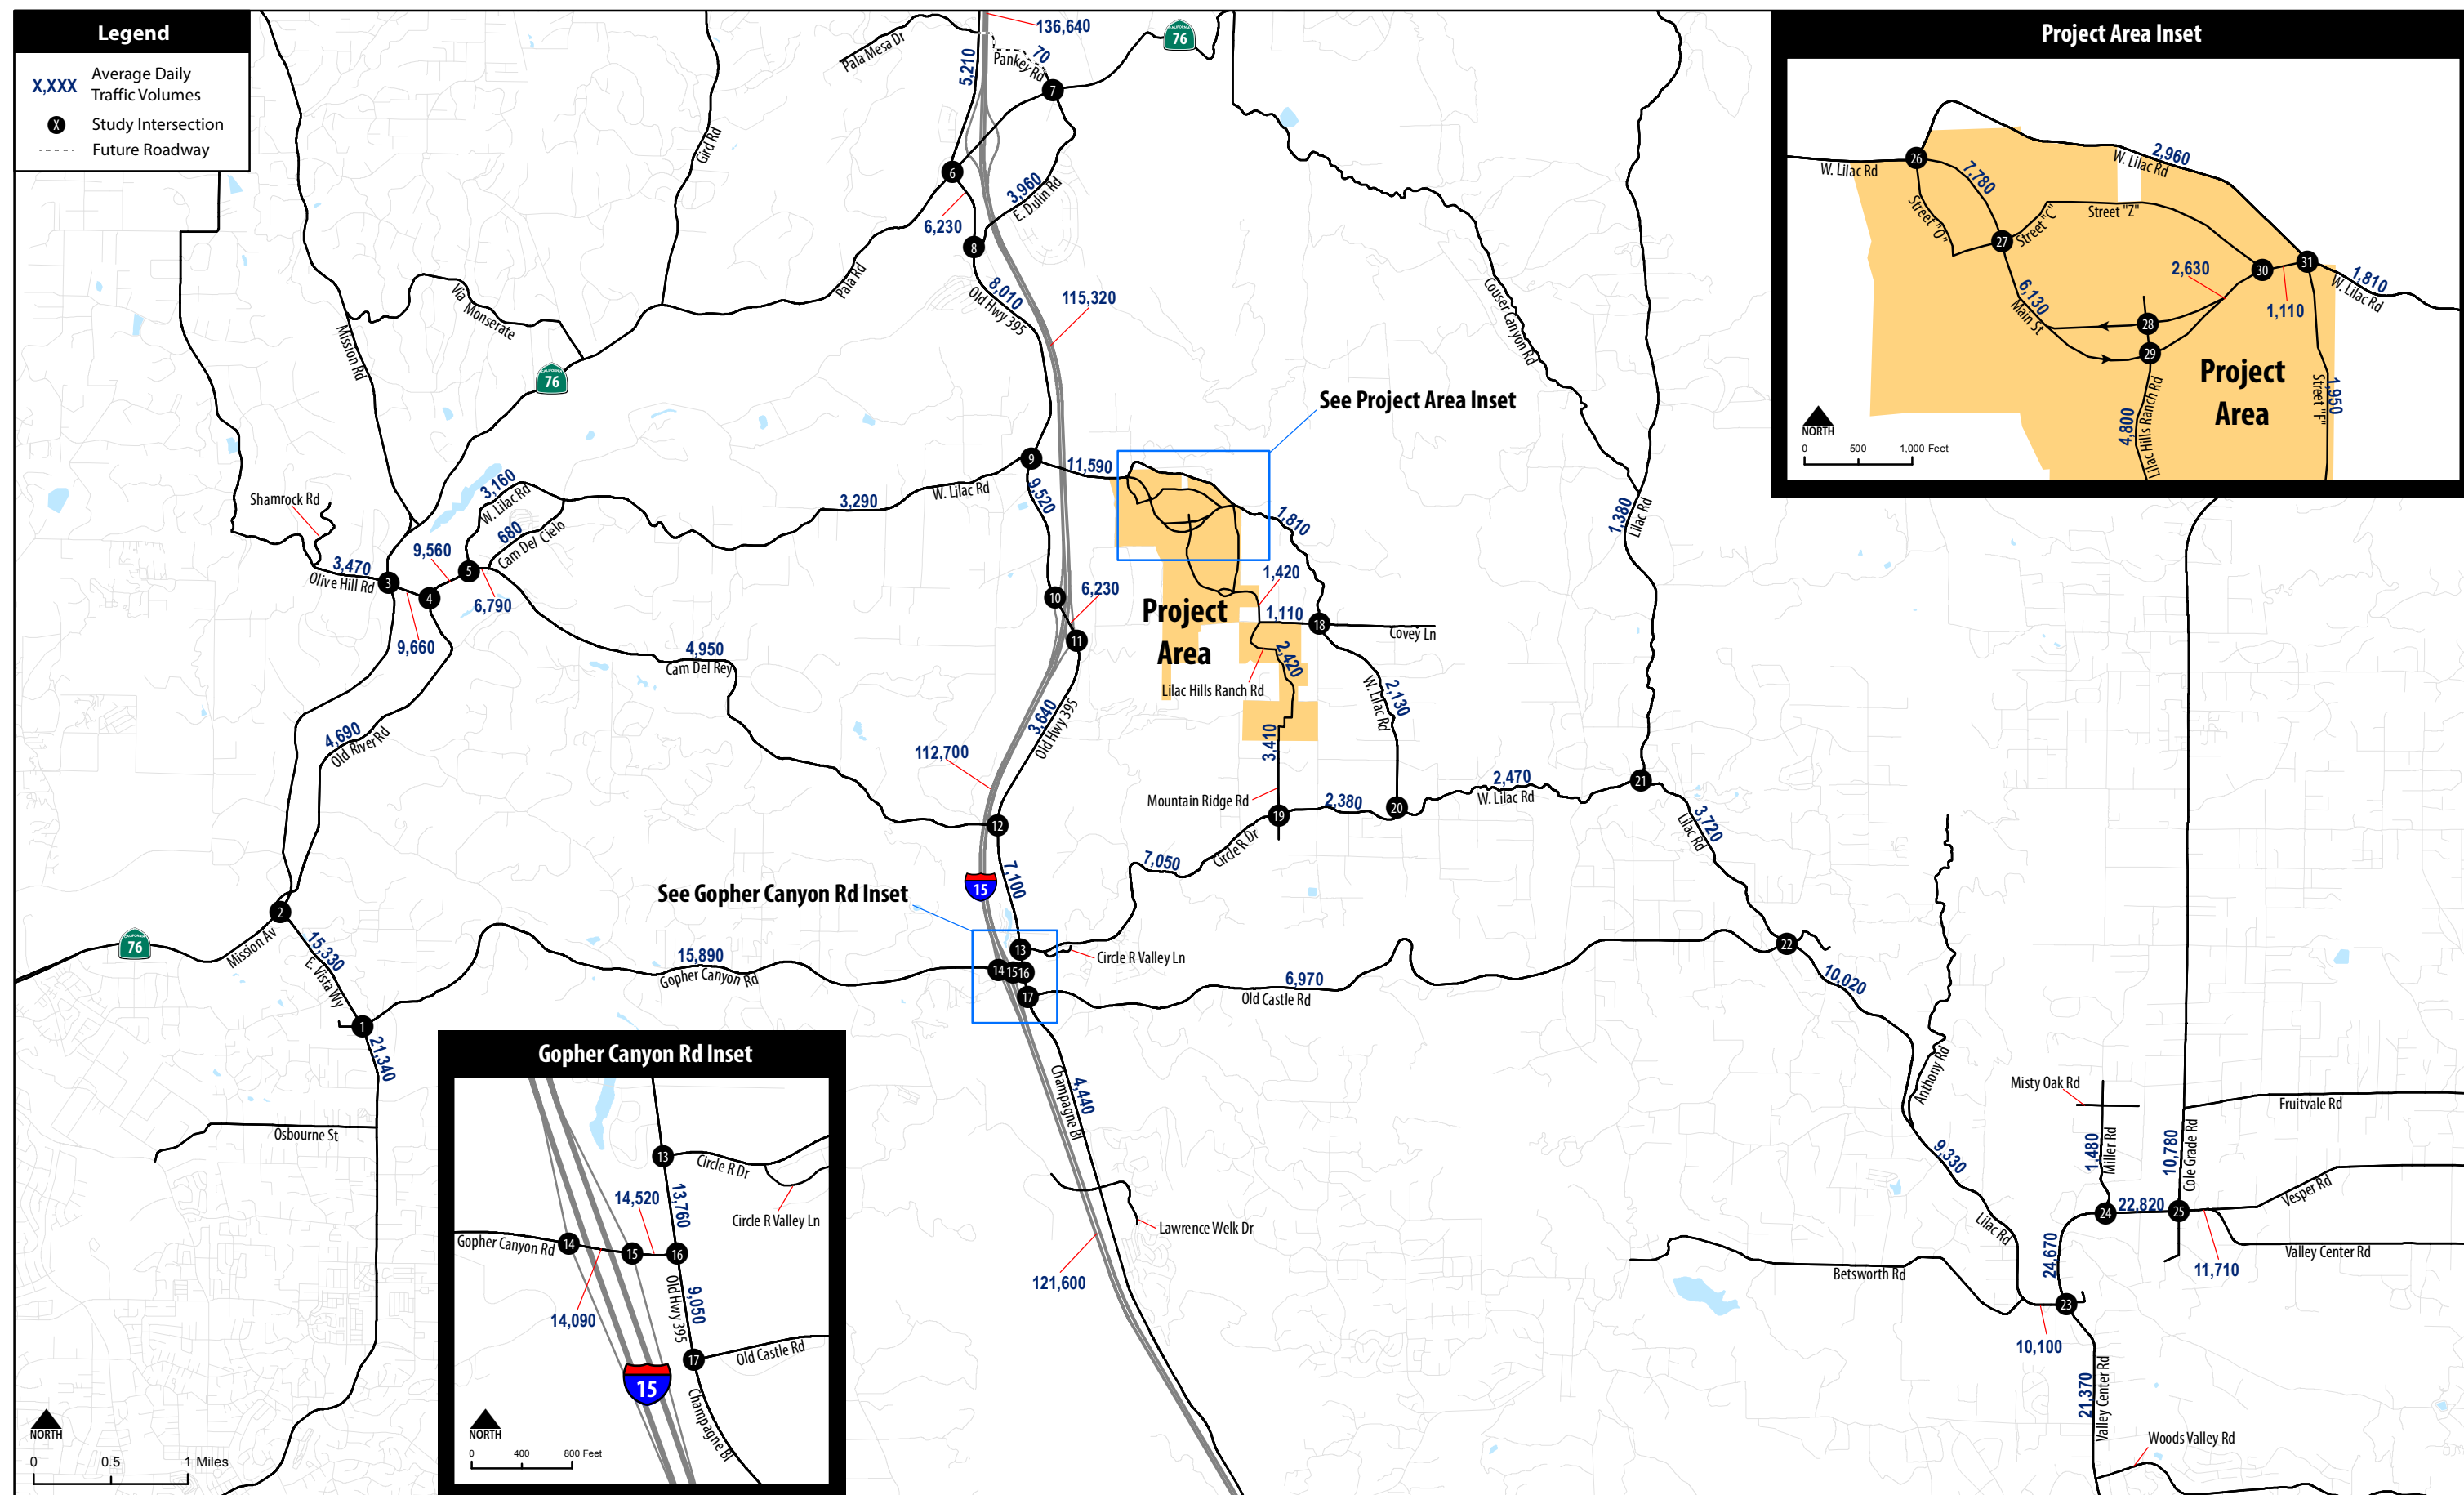 Legend
X,XXX
Average Daily
Traffic Volumes
X
Study Intersection
Future Roadway
136,640
CALIFORNIA
76
Pala Mesa Dr
5,210
70
Pankey Rd
7
Gird Rd
6
3,960
E. Dulin Rd
6,230
8
Pala Rd
8,010
Old Hwy 395
115,320
Via Monserate
Mission Rd
CALIFORNIA
76
Couser Canyon Rd
See Project Area Inset
9
11,590
3,160
W. Lilac Rd
3,290
W. Lilac Rd
9,520
1,810
1,380
Lilac Rd
Shamrock Rd
680
Cam Del Cielo
9,560
5
3,470
Olive Hill Rd
3
4
6,790
9,660
10
6,230
11
1,420
Project
Area
1,110
18
Covey Ln
4,950
Cam Del Rey
2,420
Lilac Hills Ranch Rd
2,130
W. Lilac Rd
4,690
Old River Rd
3,640
Old Hwy 395
112,700
3,410
2,470
W. Lilac Rd
21
Mountain Ridge Rd
2,380
20
19
12
3,720
Lilac Rd
7,050
Circle R Dr
7,100
15
See Gopher Canyon Rd Inset
2
CALIFORNIA
76
Mission Av
15,330
E. Vista Wy
15,890
Gopher Canyon Rd
13
Circle R Valley Ln
14
15
16
17
6,970
Old Castle Rd
22
10,020
1
21,340
Osbourne St
4,440
Champagne Bl
Anthony Rd
Misty Oak Rd
Fruitvale Rd
1,480
Miller Rd
10,780
Cole Grade Rd
9,330
Lilac Rd
Vesper Rd
24
22,820
25
Lawrence Welk Dr
24,670
Valley Center Rd
11,710
Betsworth Rd
121,600
23
10,100
21,370
Valley Center Rd
Woods Valley Rd
NORTH
0
0.5
1 Miles
Gopher Canyon Rd Inset
13
Circle R Dr
14,520
13,760
Circle R Valley Ln
Gopher Canyon Rd
14
15
16
Old Hwy 395
9,050
14,090
Old Castle Rd
17
15
Champagne Bl
NORTH
0
400
800 Feet
Project Area Inset
2,960
W. Lilac Rd
26
W. Lilac Rd
7,780
Street "O"
Street "C"
Street "Z"
27
31
30
2,630
1,810
W. Lilac Rd
6,130
Main St
1,110
28
29
Project
Area
4,800
Lilac Hills Ranch Rd
1,950
Street "F"
NORTH
0
500
1,000 Feet